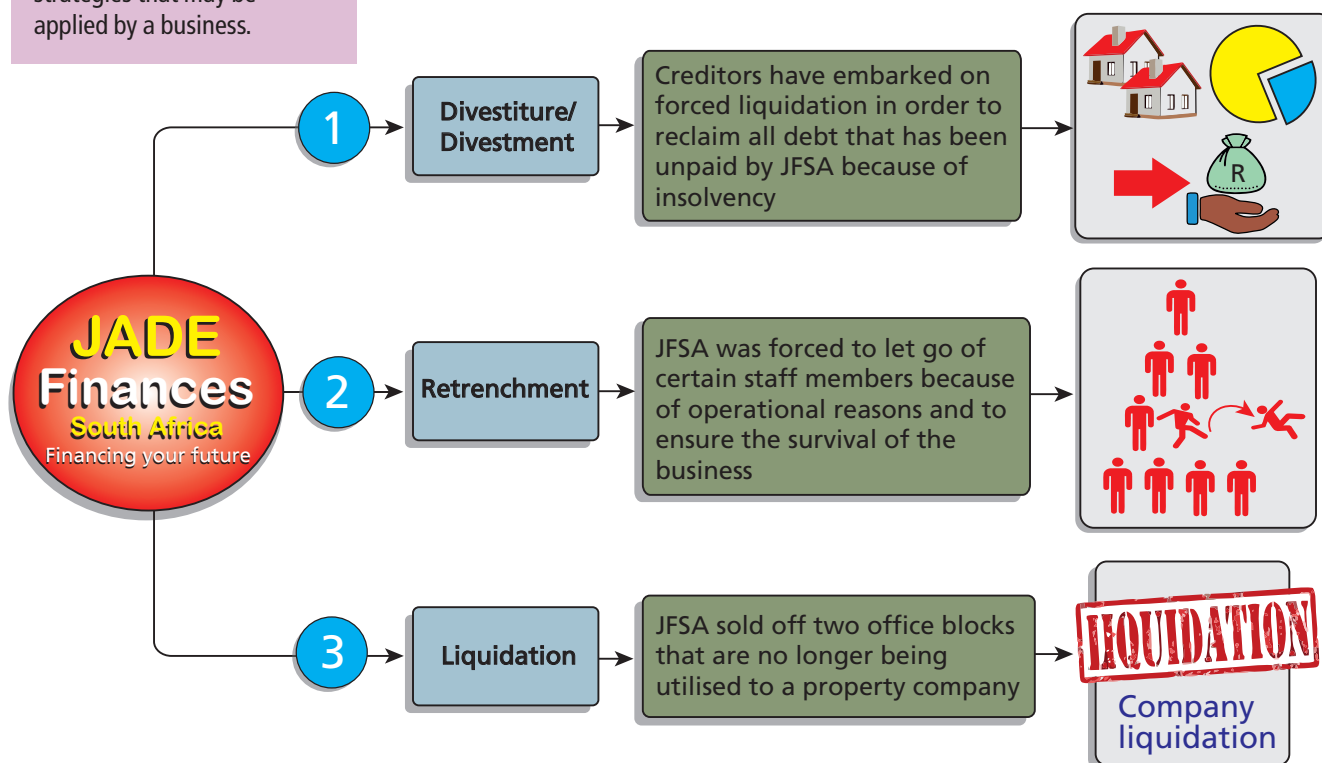 applied by a business.
1
Divestiture/
Divestment
Creditors have embarked on
forced liquidation in order to
reclaim all debt that has been
unpaid by JFSA because of
insolvency
R
JADE
Finances
South Africa
Financing your future
2
Retrenchment
JFSA was forced to let go of
certain staff members because
of operational reasons and to
ensure the survival of the
business
3
Liquidation
JFSA sold off two office blocks
that are no longer being
utilised to a property company
LIQUIDATION
Company
liquidation